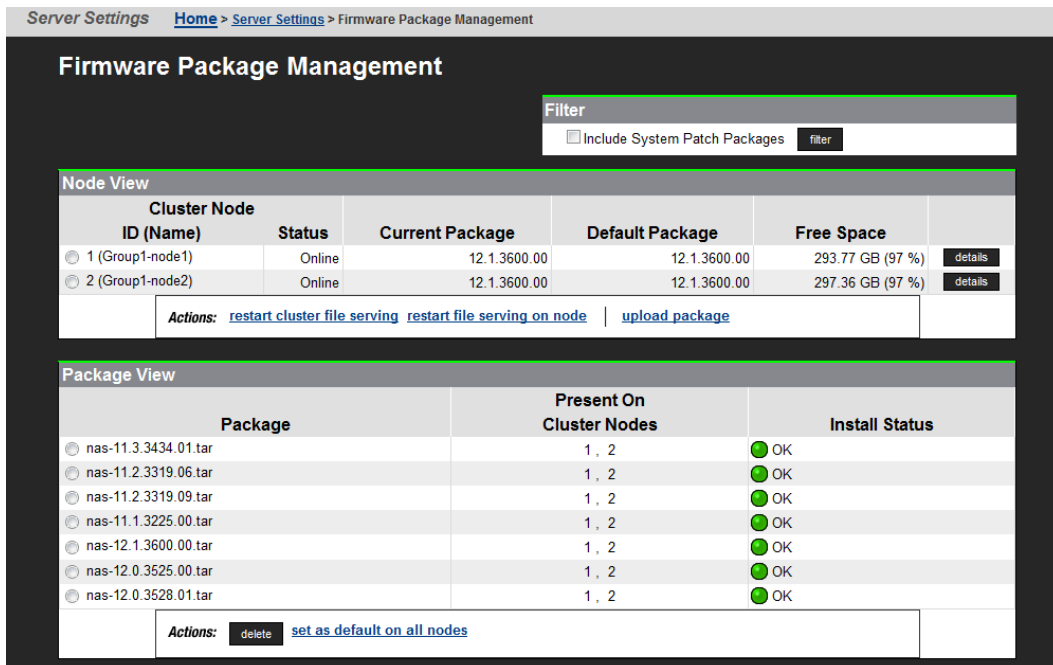 Server Settings Home > Server Settings > Firmware Package Management
Firmware Package Management
Filter
Include System Patch Packages filter
Node View
Cluster Node
ID (Name) Status Current Package Default Package Free Space
1 (Group1-node1) Online 12.1.3600.00 12.1.3600.00 293.77 GB (97 %) details
2 (Group1-node2) Online 12.1.3600.00 12.1.3600.00 297.36 GB (97 %) details
Actions: restart cluster file serving restart file serving on node | upload package
Package View
Present On
Package Cluster Nodes Install Status
nas-11.3.3434.01.tar 1 , 2 OK
nas-11.2.3319.06.tar 1 , 2 OK
nas-11.2.3319.09.tar 1 , 2 OK
nas-11.1.3225.00.tar 1 , 2 OK
nas-12.1.3600.00.tar 1 , 2 OK
nas-12.0.3525.00.tar 1 , 2 OK
nas-12.0.3528.01.tar 1 , 2 OK
Actions: delete set as default on all nodes